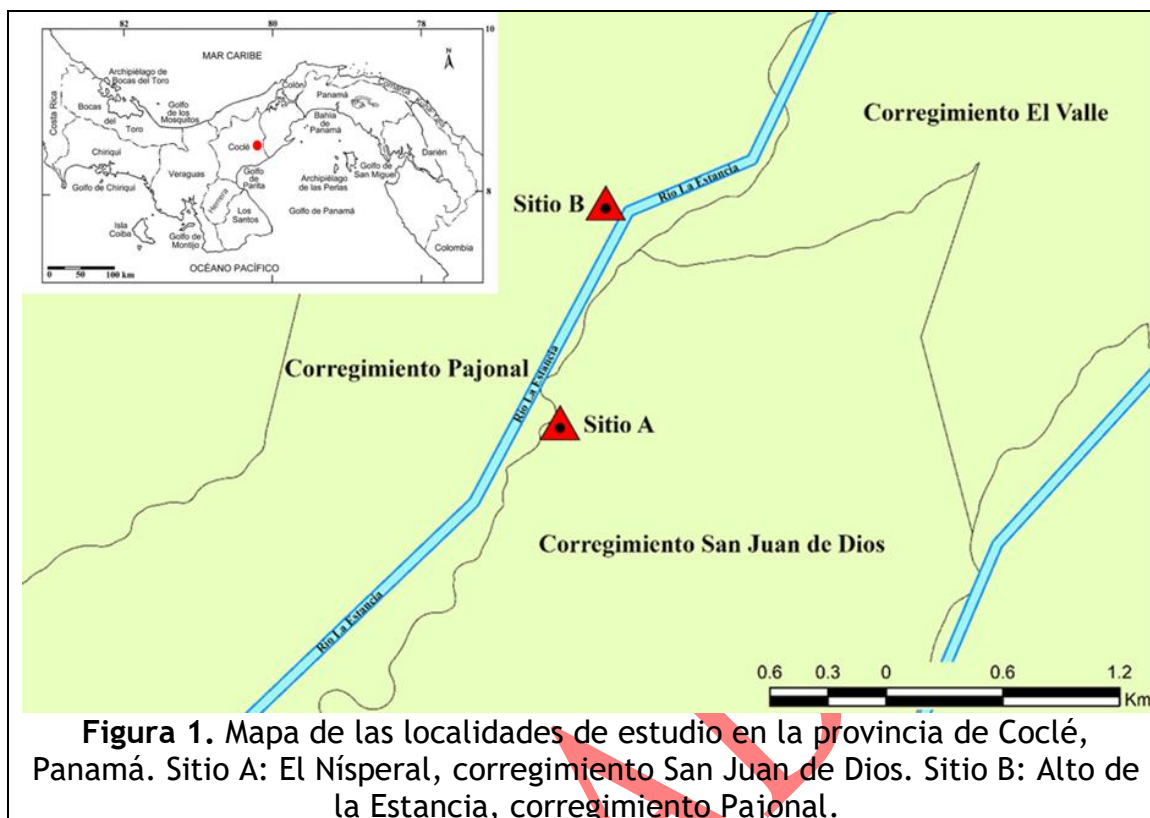 82
80
78
10
MAR CARIBE
N
Archipiélago de
Bocas del Toro
Costa Rica
Bocas
del
Toro
Golfo
de los
Mosquitos
Colón
Panamá
Bahía
de
Panamá
Chiriquí
Coclé
Darién
Golfo de Chiriquí
Veraguas
Golfo
de
Parita
Archipiélago
de las Perlas
Golfo de
San Miguel
8
Herrera
Los
Santos
Golfo de Panamá
Isla
Coiba
Golfo de
Montijo
Colombia
OCÉANO PACÍFICO
0 50 100 km
Corregimiento El Valle
Río La Estancia
Sitio B
Corregimiento Pajonal
Río La Estancia
Sitio A
Corregimiento San Juan de Dios
Río La Estancia
0.6 0.3 0 0.6 1.2
Km
Figura 1. Mapa de las localidades de estudio en la provincia de Coclé,
Panamá. Sitio A: El Nísperal, corregimiento San Juan de Dios. Sitio B: Alto de
la Estancia, corregimiento Pajonal.